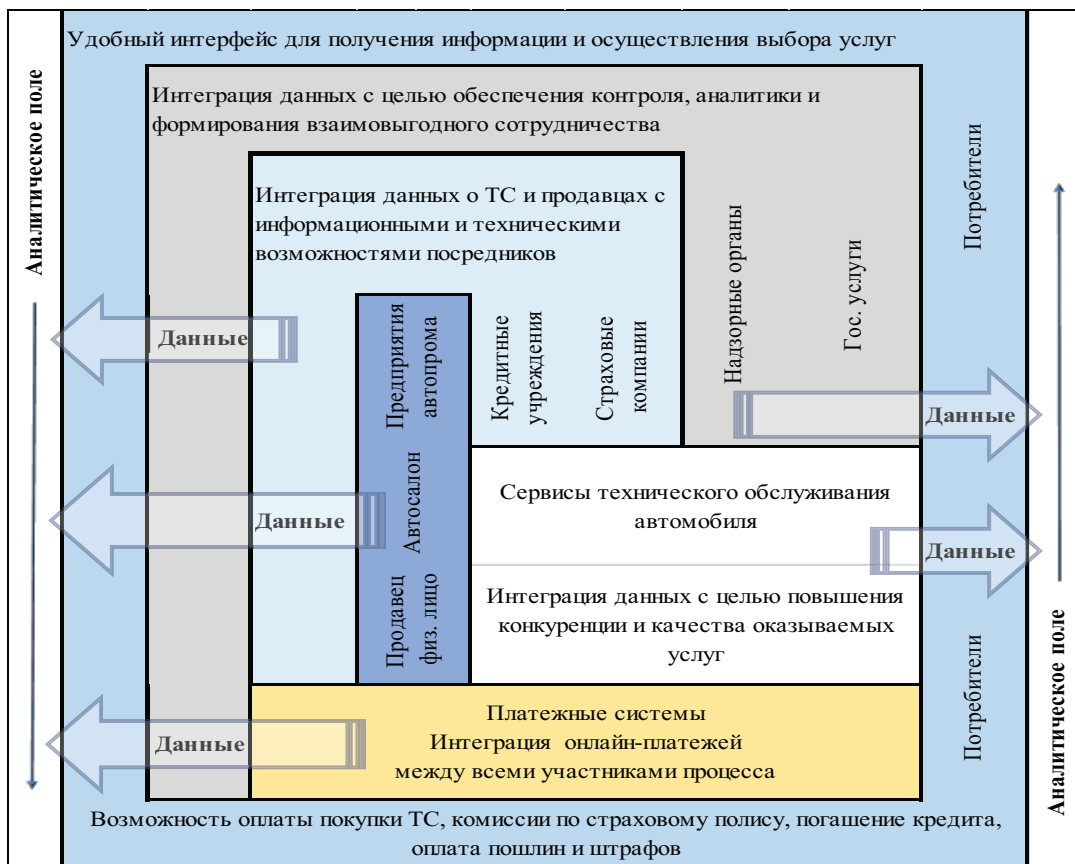 Удобный интерфейс для получения информации и осуществления выбора услуг
Аналитическое поле
Интеграция данных с целью обеспечения контроля, аналитики и
формирования взаимовыгодного сотрудничества
Потребители
Интеграция данных о ТС и продавцах с
информационными и техническими
возможностями посредников
Надзорные органы
Гос. услуги
Данные
Предприятия
автопрома
Кредитные
учреждения
Страховые
компании
Данные
Данные
Автосалон
Сервисы технического обслуживания
автомобиля
Данные
Продавец
физ. лицо
Интеграция данных с целью повышения
конкуренции и качества оказываемых
услуг
Потребители
Аналитическое поле
Данные
Платежные системы
Интеграция онлайн-платежей
между всеми участниками процесса
Возможность оплаты покупки ТС, комиссии по страховому полису, погашение кредита,
оплата пошлин и штрафов